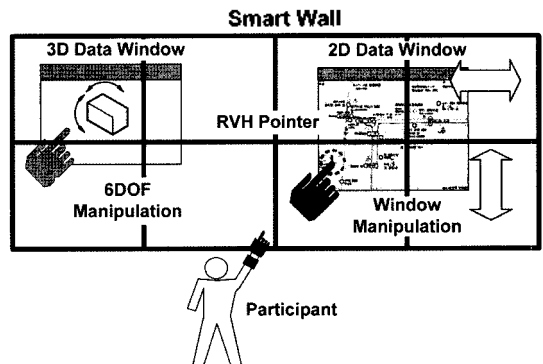 Smart Wall
3D Data Window
2D Data Window
RVH Pointer
6DOF
Manipulation
Window
Manipulation
Participant